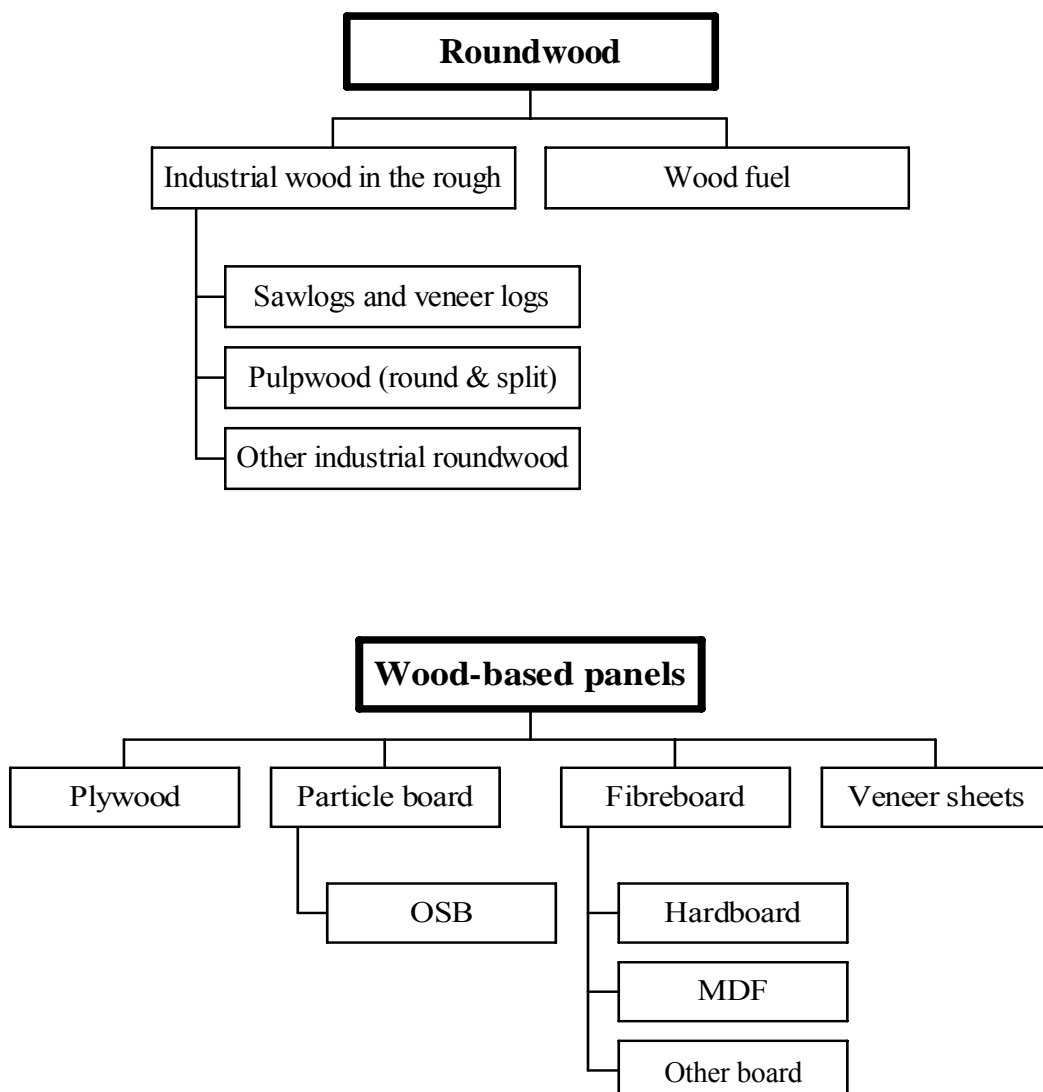 Roundwood
Industrial wood in the rough
Wood fuel
Sawlogs and veneer logs
Pulpwood (round & split)
Other industrial roundwood
Wood-based panels
Plywood
Particle board
Fibreboard
Veneer sheets
OSB
Hardboard
MDF
Other board